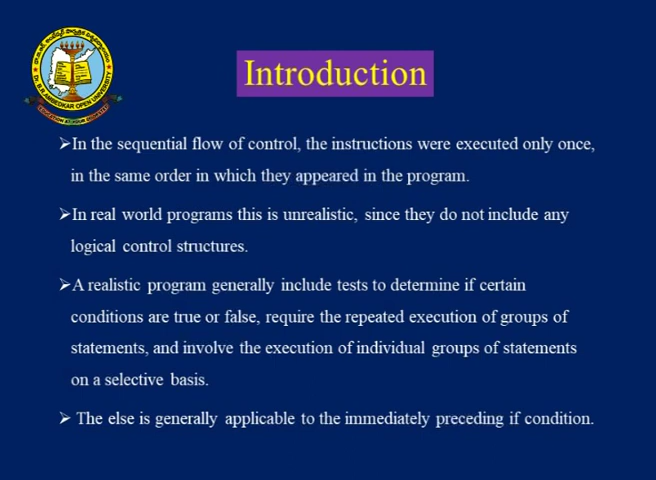 Dr. B.R. AMBEDKAR OPEN UNIVERSITY
Introduction
➢In the sequential flow of control, the instructions were executed only once,
in the same order in which they appeared in the program.
➢In real world programs this is unrealistic, since they do not include any
logical control structures.
➢A realistic program generally include tests to determine if certain
conditions are true or false, require the repeated execution of groups of
statements, and involve the execution of individual groups of statements
on a selective basis.
➢ The else is generally applicable to the immediately preceding if condition.